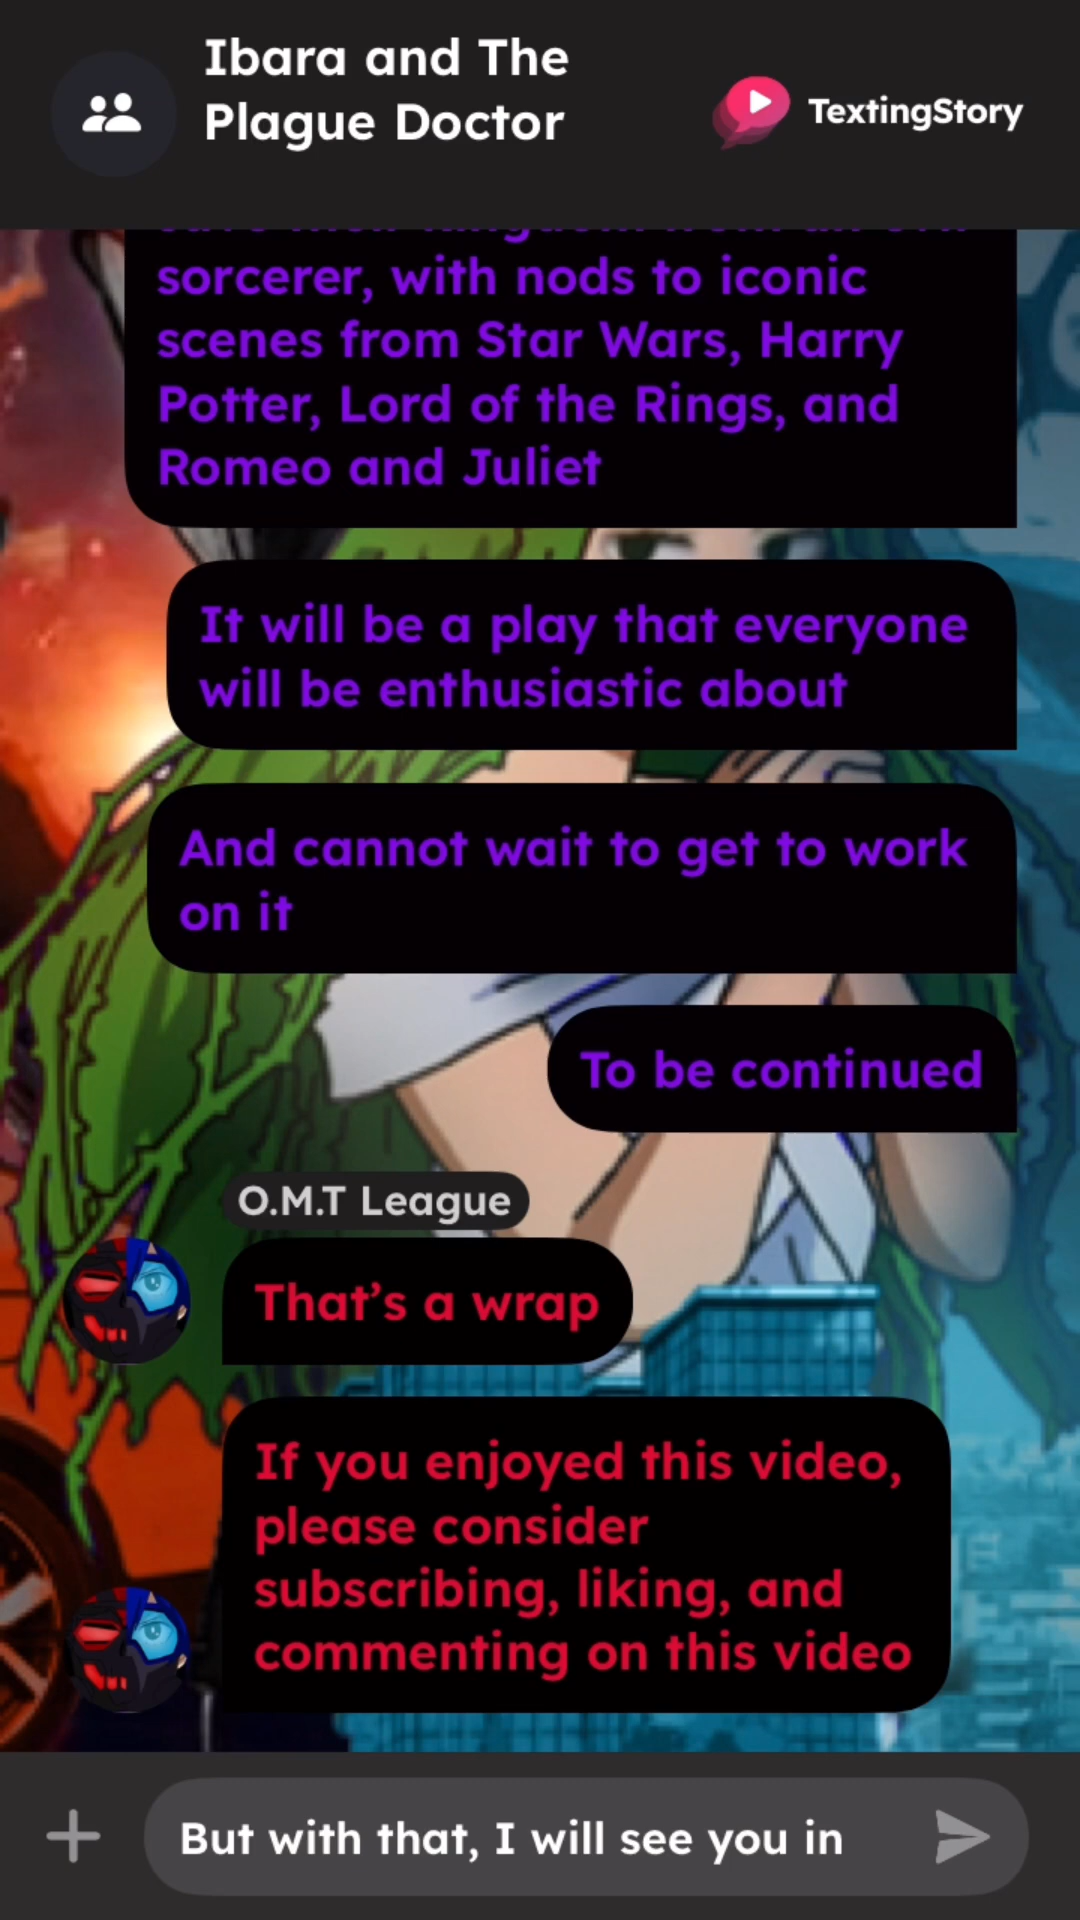 Ibara and The
Plague Doctor
TextingStory
sorcerer, with nods to iconic
scenes from Star Wars, Harry
Potter, Lord of the Rings, and
Romeo and Juliet
It will be a play that everyone
will be enthusiastic about
And cannot wait to get to work
on it
To be continued
O.M.T League
That’s a wrap
If you enjoyed this video,
please consider
subscribing, liking, and
commenting on this video
But with that, I will see you in